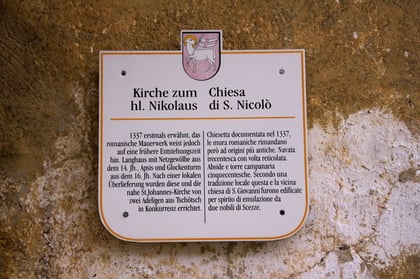 Kirche zum
hl. Nikolaus
Chiesa
di S. Nicolò
1337 erstmals erwähnt, das
romanische Mauerwerk weist jedoch
auf eine frühere Entstehungszeit
hin. Langhaus mit Netzgewölbe aus
dem 14. Jh., Apsis und Glockenturm
aus dem 16. Jh. Nach einer lokalen
Überlieferung wurden diese und die
nahe St.Johannes-Kirche von
zwei Adeligen aus Tschötsch
in Konkurrenz errichtet.
Chiesetta documentata nel 1337,
le mura romaniche rimandano
però ad origini più antiche. Navata
trecentesca con volta reticolata.
Abside e torre campanaria
cinquecentesche. Secondo una
tradizione locale questa e la vicina
chiesa di S.Giovanni furono edificate
per spirito di emulazione da
due nobili di Scezze.